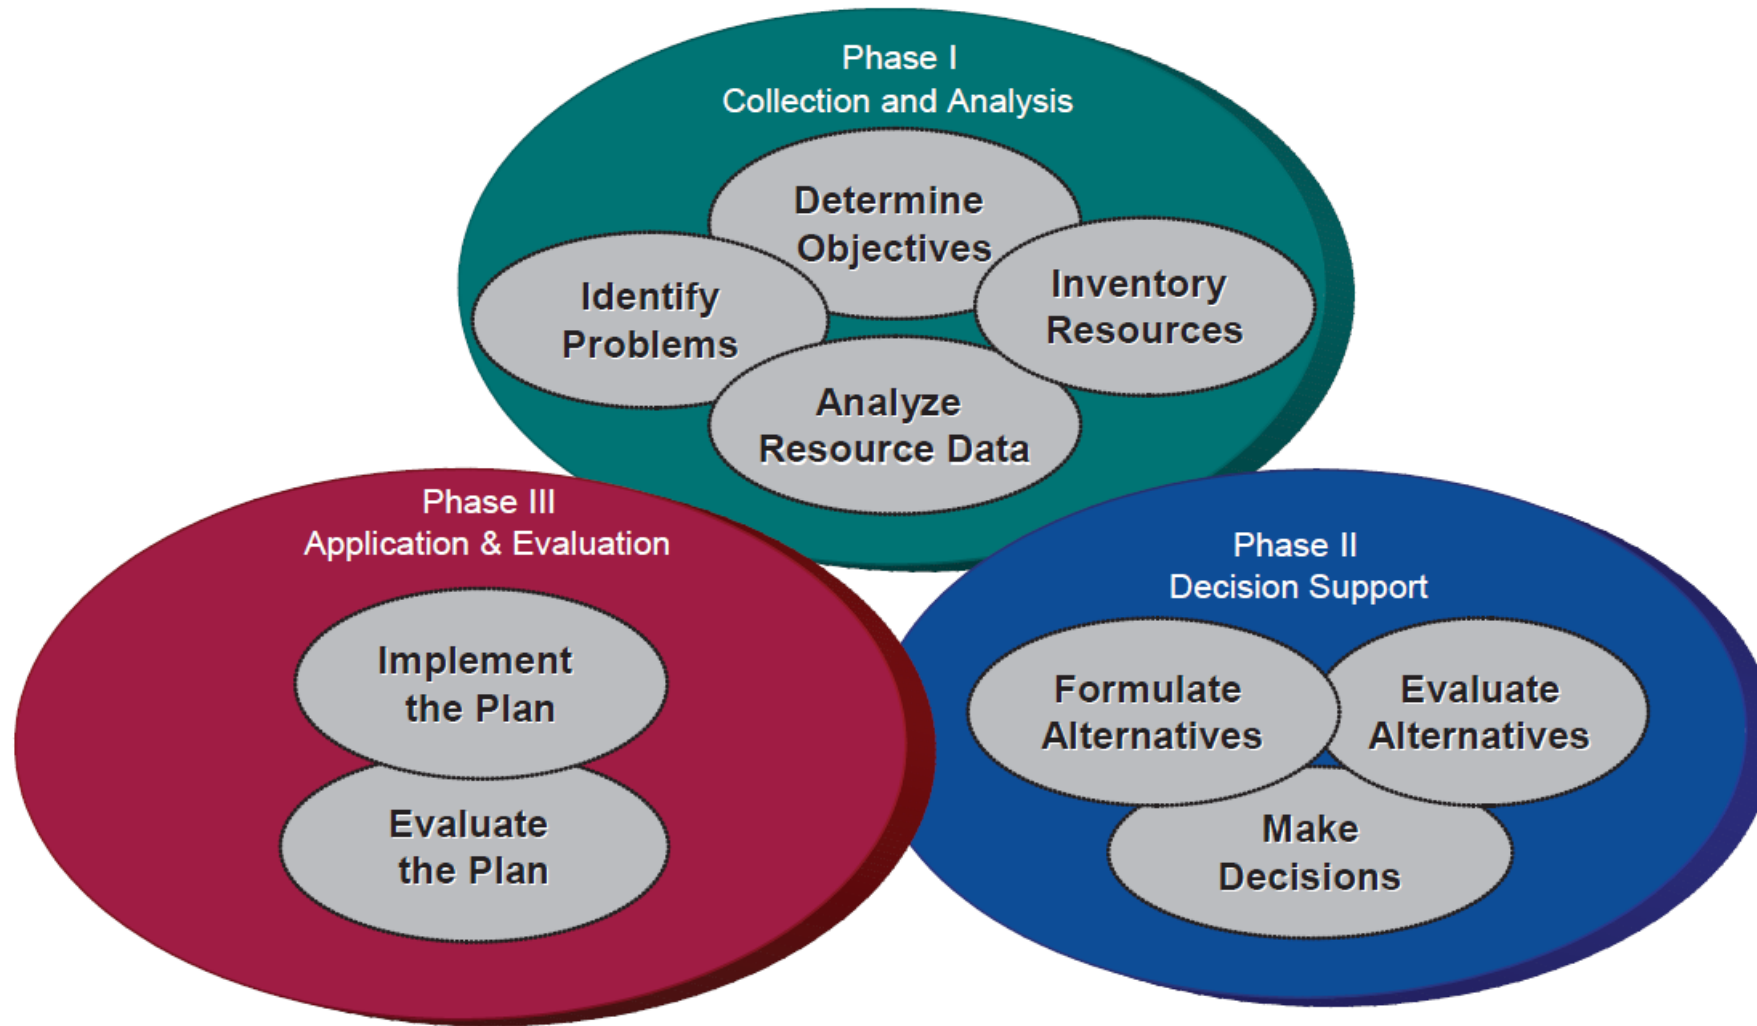 Phase I
Collection and Analysis
Determine
Objectives
Identify
Problems
Inventory
Resources
Analyze
Resource Data
Phase III
Application & Evaluation
Implement
the Plan
Evaluate
the Plan
Phase II
Decision Support
Formulate
Alternatives
Evaluate
Alternatives
Make
Decisions